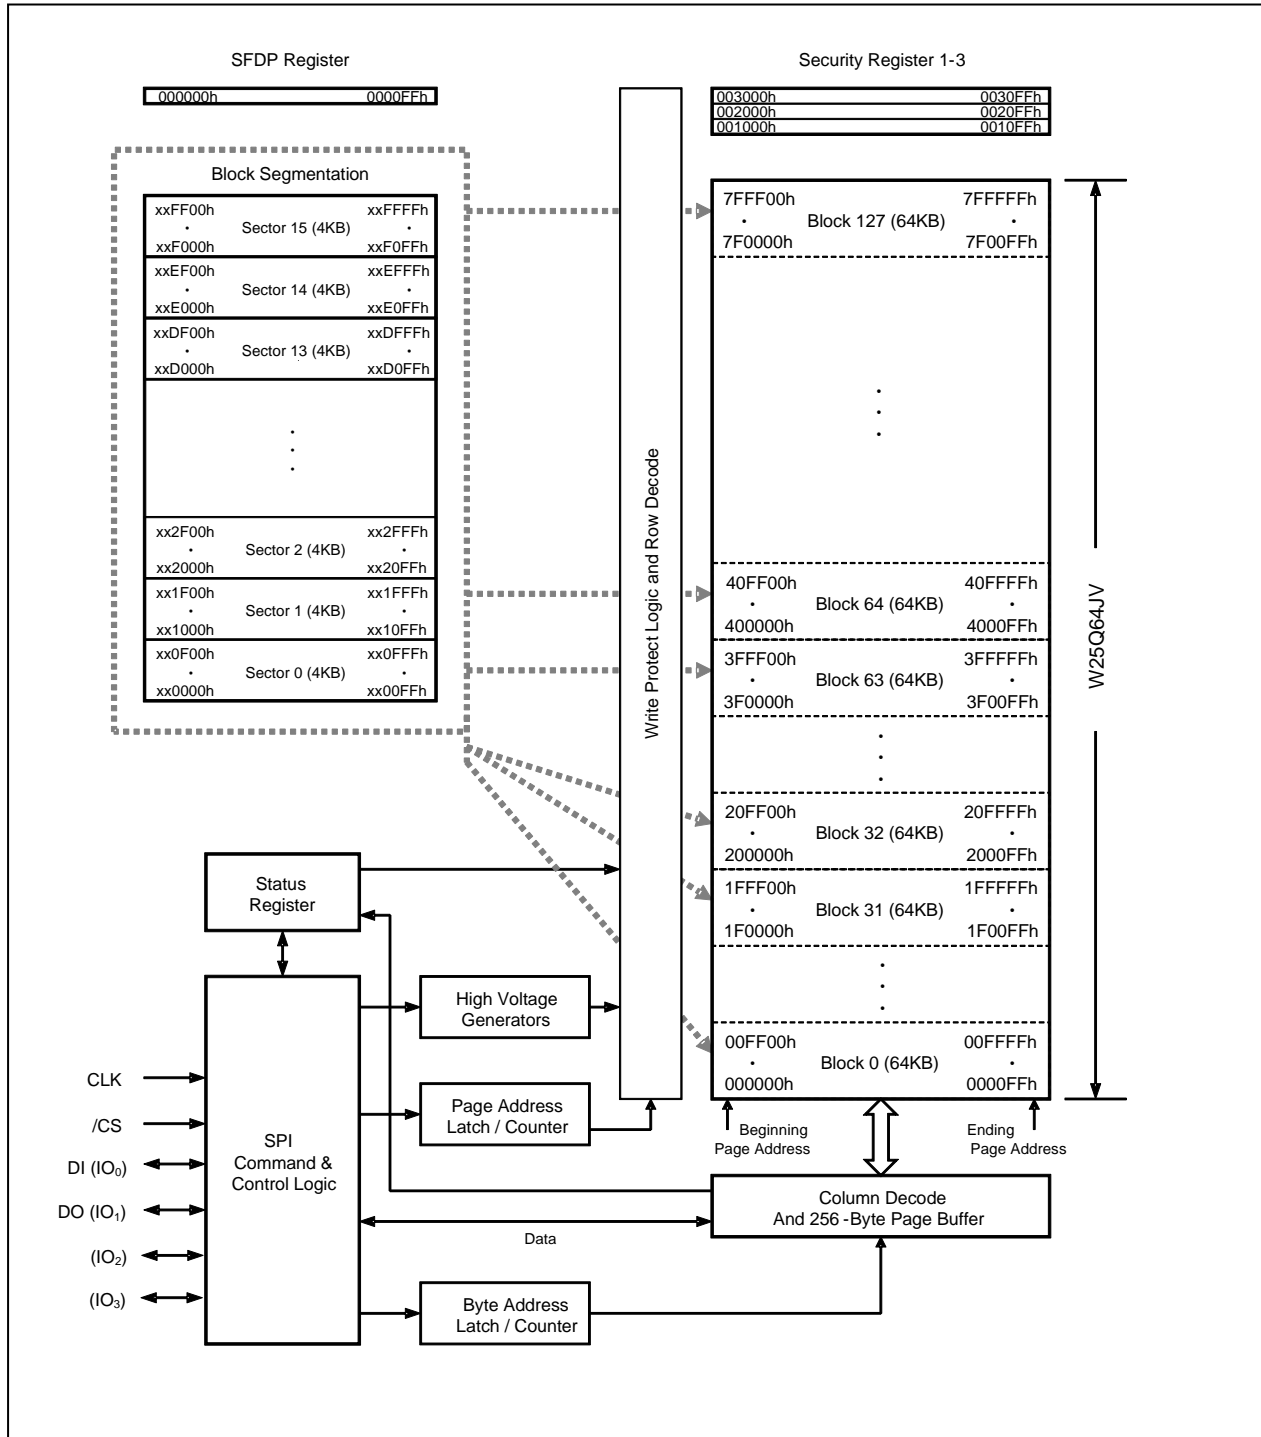 SFDP Register
000000h 0000FFh
Block Segmentation
xxFF00h xxFFFFh
· Sector 15 (4KB) ·
xxF000h xxF0FFh
xxEF00h xxEFFFh
· Sector 14 (4KB) ·
xxE000h xxE0FFh
xxDF00h xxDFFFh
· Sector 13 (4KB) ·
xxD000h xxD0FFh
xx2F00h xx2FFFh
· Sector 2 (4KB) ·
xx2000h xx20FFh
xx1F00h xx1FFFh
· Sector 1 (4KB) ·
xx1000h xx10FFh
xx0F00h xx0FFFh
· Sector 0 (4KB) ·
xx0000h xx00FFh
Write Protect Logic and Row Decode
Security Register 1-3
003000h 0030FFh
002000h 0020FFh
001000h 0010FFh
7FFF00h 7FFFFFh
· Block 127 (64KB) ·
7F0000h 7F00FFh
40FF00h 40FFFFh
· Block 64 (64KB) ·
400000h 4000FFh
3FFF00h 3FFFFFh
· Block 63 (64KB) ·
3F0000h 3F00FFh
20FF00h 20FFFFh
· Block 32 (64KB) ·
200000h 2000FFh
1FFF00h 1FFFFFh
· Block 31 (64KB) ·
1F0000h 1F00FFh
00FF00h 00FFFFh
· Block 0 (64KB) ·
000000h 0000FFh
W25Q64JV
Beginning
Page Address
Ending
Page Address
Status
Register
High Voltage
Generators
Page Address
Latch / Counter
SPI
Command &
Control Logic
CLK
/CS
DI (IO0)
DO (IO1)
(IO2)
(IO3)
Column Decode
And 256 -Byte Page Buffer
Data
Byte Address
Latch / Counter